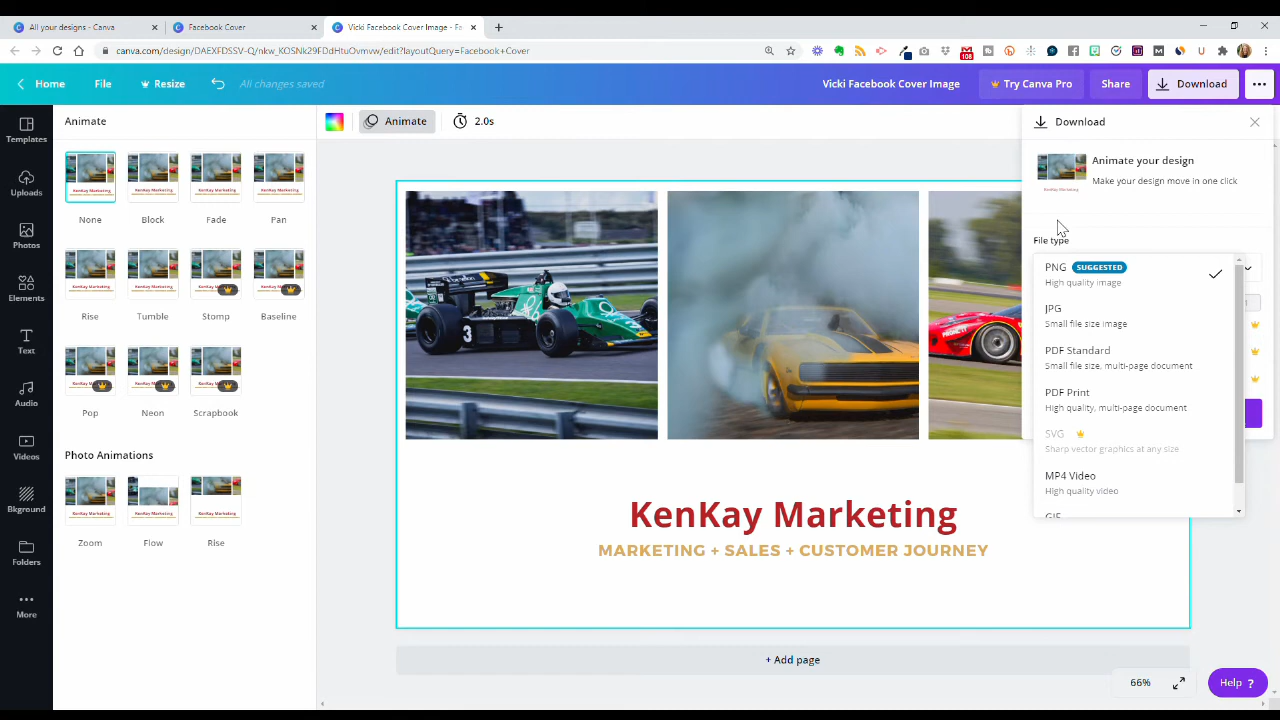 All your designs - Canva
Facebook Cover
Vicki Facebook Cover Image - Fa
canva.com/design/DAEXFDSSV-Q/nkw_KOSNk29FDdHtuOvmvw/edit?layoutQuery=Facebook+Cover
108
Home
File
Resize
All changes saved
Vicki Facebook Cover Image
Try Canva Pro
Share
Download
Templates
Uploads
Photos
Elements
Text
Audio
Videos
Bkground
Folders
More
Animate
None
Block
Fade
Pan
Rise
Tumble
Stomp
Baseline
Pop
Neon
Scrapbook
Photo Animations
Zoom
Flow
Rise
Animate
2.0s
3
KenKay Marketing
MARKETING + SALES + CUSTOMER JOURNEY
+ Add page
Download
Animate your design
Make your design move in one click
File type
PNG SUGGESTED
High quality image
JPG
Small file size image
PDF Standard
Small file size, multi-page document
PDF Print
High quality, multi-page document
SVG
Sharp vector graphics at any size
MP4 Video
High quality video
GIF
66%
Help ?